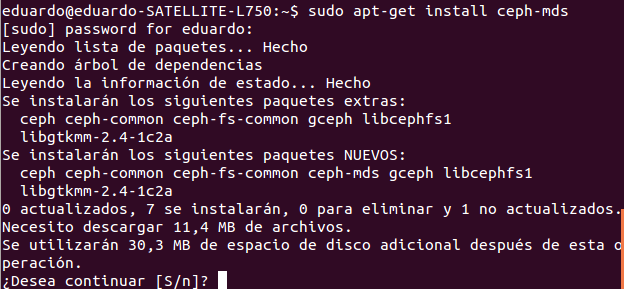 eduardo@eduardo-SATELLITE-L750:~$ sudo apt-get install ceph-mds
[sudo] password for eduardo:
Leyendo lista de paquetes... Hecho
Creando árbol de dependencias
Leyendo la información de estado... Hecho
Se instalarán los siguientes paquetes extras:
  ceph ceph-common ceph-fs-common gceph libcephfs1
  libgtkmm-2.4-1c2a
Se instalarán los siguientes paquetes NUEVOS:
  ceph ceph-common ceph-fs-common ceph-mds gceph libcephfs1
  libgtkmm-2.4-1c2a
0 actualizados, 7 se instalarán, 0 para eliminar y 1 no actualizados.
Necesito descargar 11,4 MB de archivos.
Se utilizarán 30,3 MB de espacio de disco adicional después de esta o
peración.
¿Desea continuar [S/n]?